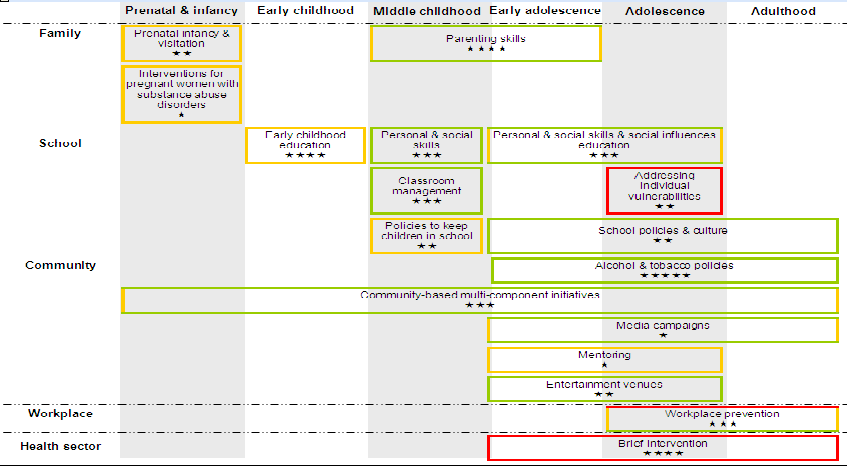 Prenatal & infancy Early childhood Middle childhood Early adolescence Adolescence Adulthood
Family
Prenatal infancy &
visitation
★★
Parenting skills
★★★★
Interventions for
pregnant women with
substance abuse
disorders
★
School
Early childhood
education
★★★★
Personal & social
skills
★★★
Personal & social skills & social influences
education
★★★
Classroom
management
★★★
Addressing
individual
vulnerabilities
★★
Policies to keep
children in school
★★
School policies & culture
★★
Community
Alcohol & tobacco policies
★★★★★
Community-based multi-component initiatives
★★★
Media campaigns
★
Mentoring
★
Entertainment venues
★★
Workplace
Workplace prevention
★★★
Health sector
Brief intervention
★★★★